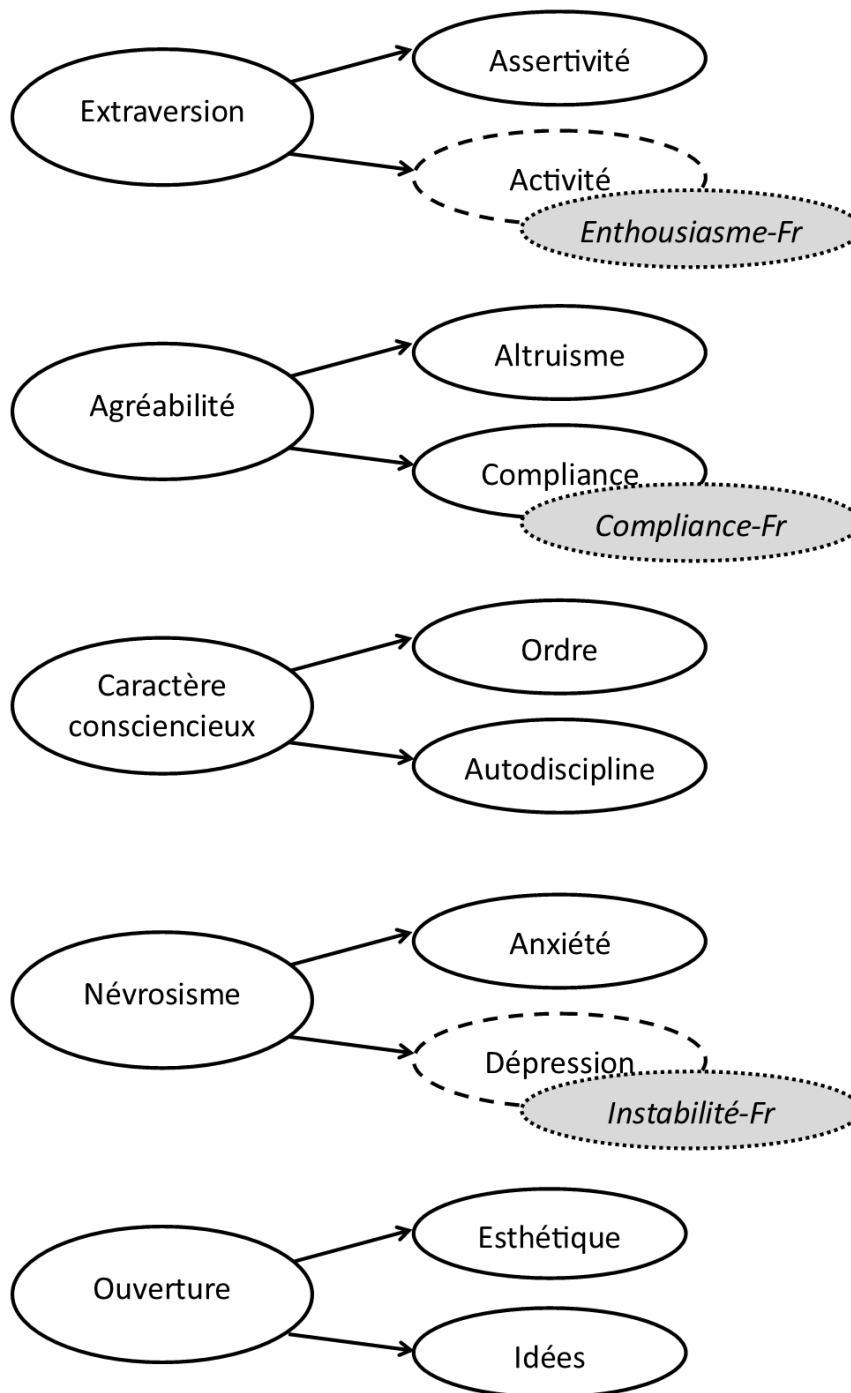 Extraversion
Assertivité
Activité
Enthousiasme-Fr
Agréabilité
Altruisme
Compliance
Compliance-Fr
Caractère
consciencieux
Ordre
Autodiscipline
Névrosisme
Anxiété
Dépression
Instabilité-Fr
Ouverture
Esthétique
Idées